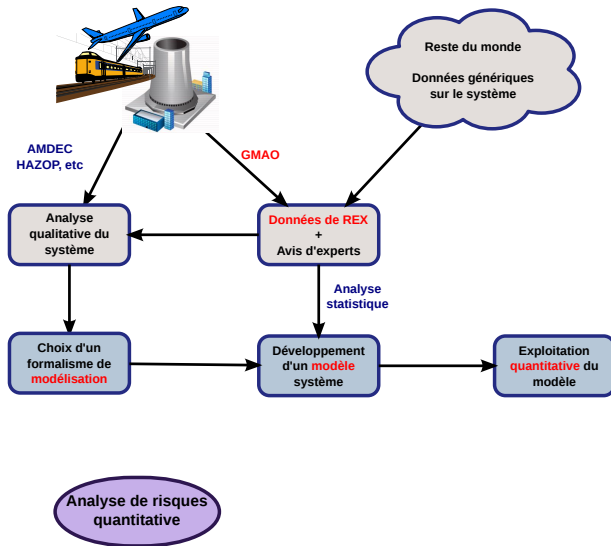 Reste du monde
Données génériques
sur le système
AMDEC
HAZOP, etc
GMAO
Analyse
qualitative du
système
Données de REX
+
Avis d'experts
Analyse
statistique
Choix d'un
formalisme de
modélisation
Développement
d'un modèle
système
Exploitation
quantitative du
modèle
Analyse de risques
quantitative